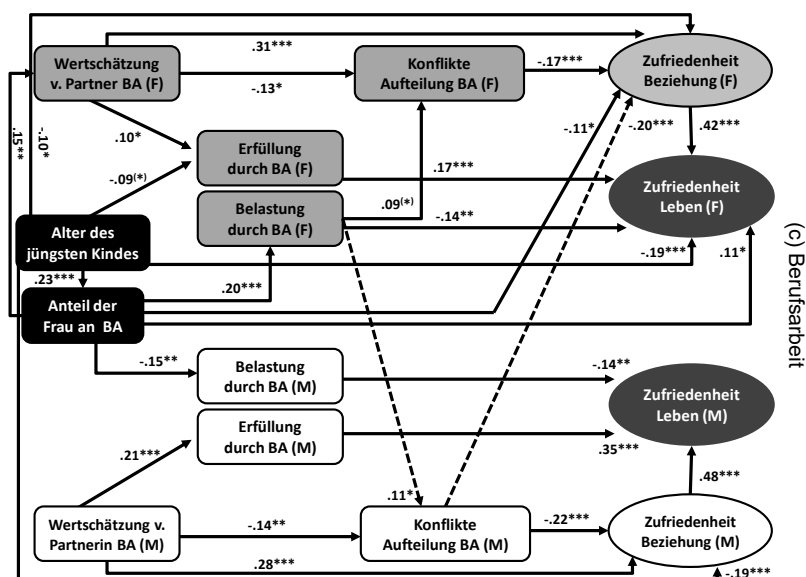 .31***
Wertschätzung
v. Partner BA (F)
Konflikte
Aufteilung BA (F)
-.17***
Zufriedenheit
Beziehung (F)
-.13*
.15**
-.10*
.10*
-.11*
-.20***
.42***
Erfüllung
durch BA (F)
.17***
-.09(*)
Belastung
durch BA (F)
.09(*)
-.14**
Zufriedenheit
Leben (F)
Alter des
jüngsten Kindes
-.19***
.11*
.23***
.20***
Anteil der
Frau an BA
(c) Berufsarbeit
-.15**
Belastung
durch BA (M)
-.14**
Zufriedenheit
Leben (M)
Erfüllung
durch BA (M)
.21***
.35***
.48***
.11*
Wertschätzung v.
Partnerin BA (M)
-.14**
Konflikte
Aufteilung BA (M)
-.22***
Zufriedenheit
Beziehung (M)
.28***
-.19***